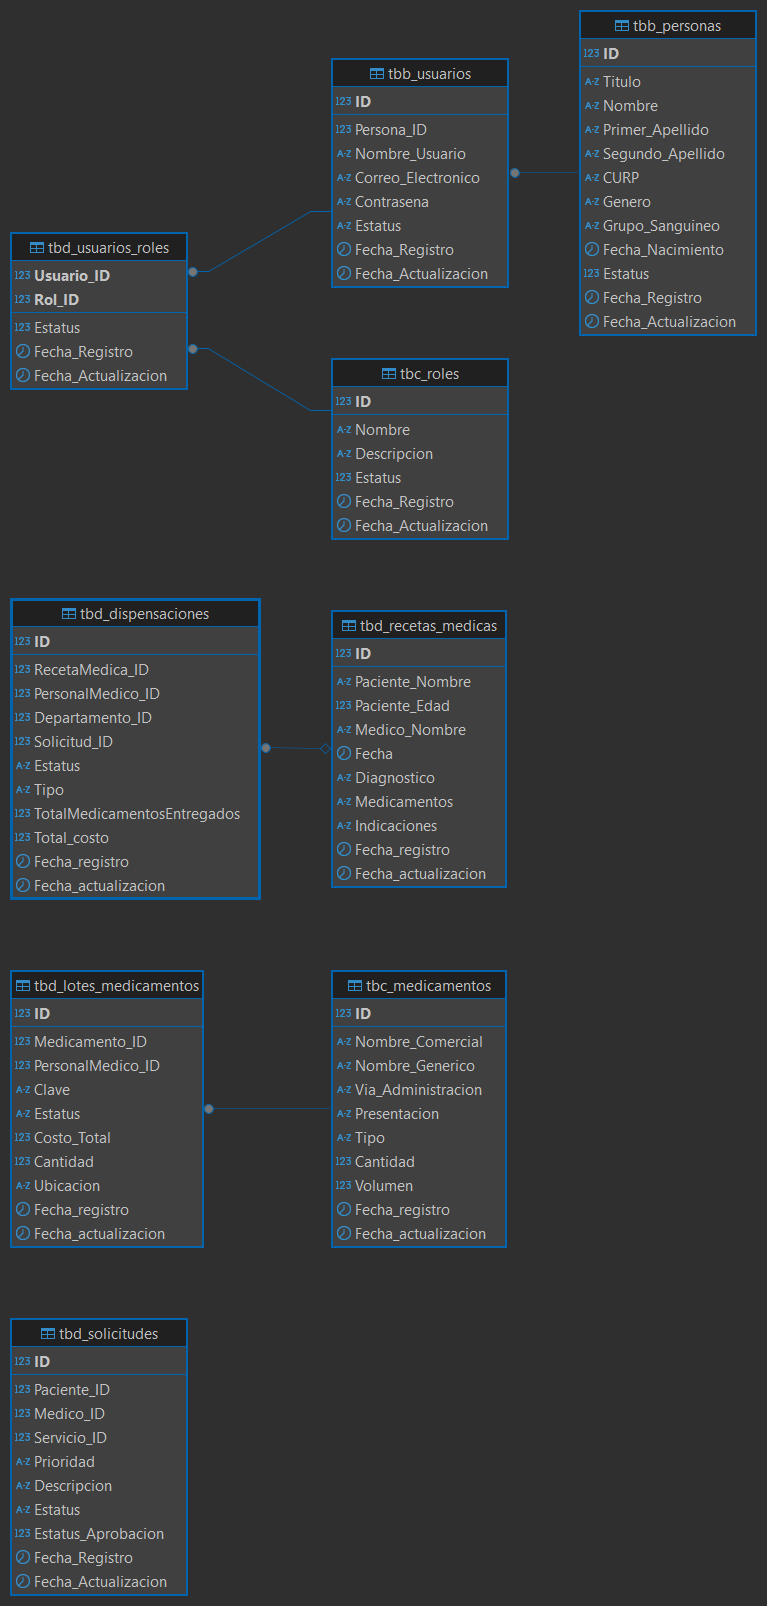 tbb_personas
123 ID
A-Z Titulo
A-Z Nombre
A-Z Primer_Apellido
A-Z Segundo_Apellido
A-Z CURP
A-Z Genero
A-Z Grupo_Sanguineo
Fecha_Nacimiento
123 Estatus
Fecha_Registro
Fecha_Actualizacion
tbb_usuarios
123 ID
123 Persona_ID
A-Z Nombre_Usuario
A-Z Correo_Electronico
A-Z Contrasena
A-Z Estatus
Fecha_Registro
Fecha_Actualizacion
tbd_usuarios_roles
123 Usuario_ID
123 Rol_ID
123 Estatus
Fecha_Registro
Fecha_Actualizacion
tbc_roles
123 ID
A-Z Nombre
A-Z Descripcion
123 Estatus
Fecha_Registro
Fecha_Actualizacion
tbd_dispensaciones
123 ID
123 RecetaMedica_ID
123 PersonalMedico_ID
123 Departamento_ID
123 Solicitud_ID
A-Z Estatus
A-Z Tipo
123 TotalMedicamentosEntregados
123 Total_costo
Fecha_registro
Fecha_actualizacion
tbd_recetas_medicas
123 ID
A-Z Paciente_Nombre
123 Paciente_Edad
A-Z Medico_Nombre
Fecha
A-Z Diagnostico
A-Z Medicamentos
A-Z Indicaciones
Fecha_registro
Fecha_actualizacion
tbd_lotes_medicamentos
123 ID
123 Medicamento_ID
123 PersonalMedico_ID
A-Z Clave
A-Z Estatus
123 Costo_Total
123 Cantidad
A-Z Ubicacion
Fecha_registro
Fecha_actualizacion
tbc_medicamentos
123 ID
A-Z Nombre_Comercial
A-Z Nombre_Generico
A-Z Via_Administracion
A-Z Presentacion
A-Z Tipo
123 Cantidad
123 Volumen
Fecha_registro
Fecha_actualizacion
tbd_solicitudes
123 ID
123 Paciente_ID
123 Medico_ID
123 Servicio_ID
A-Z Prioridad
A-Z Descripcion
A-Z Estatus
123 Estatus_Aprobacion
Fecha_Registro
Fecha_Actualizacion